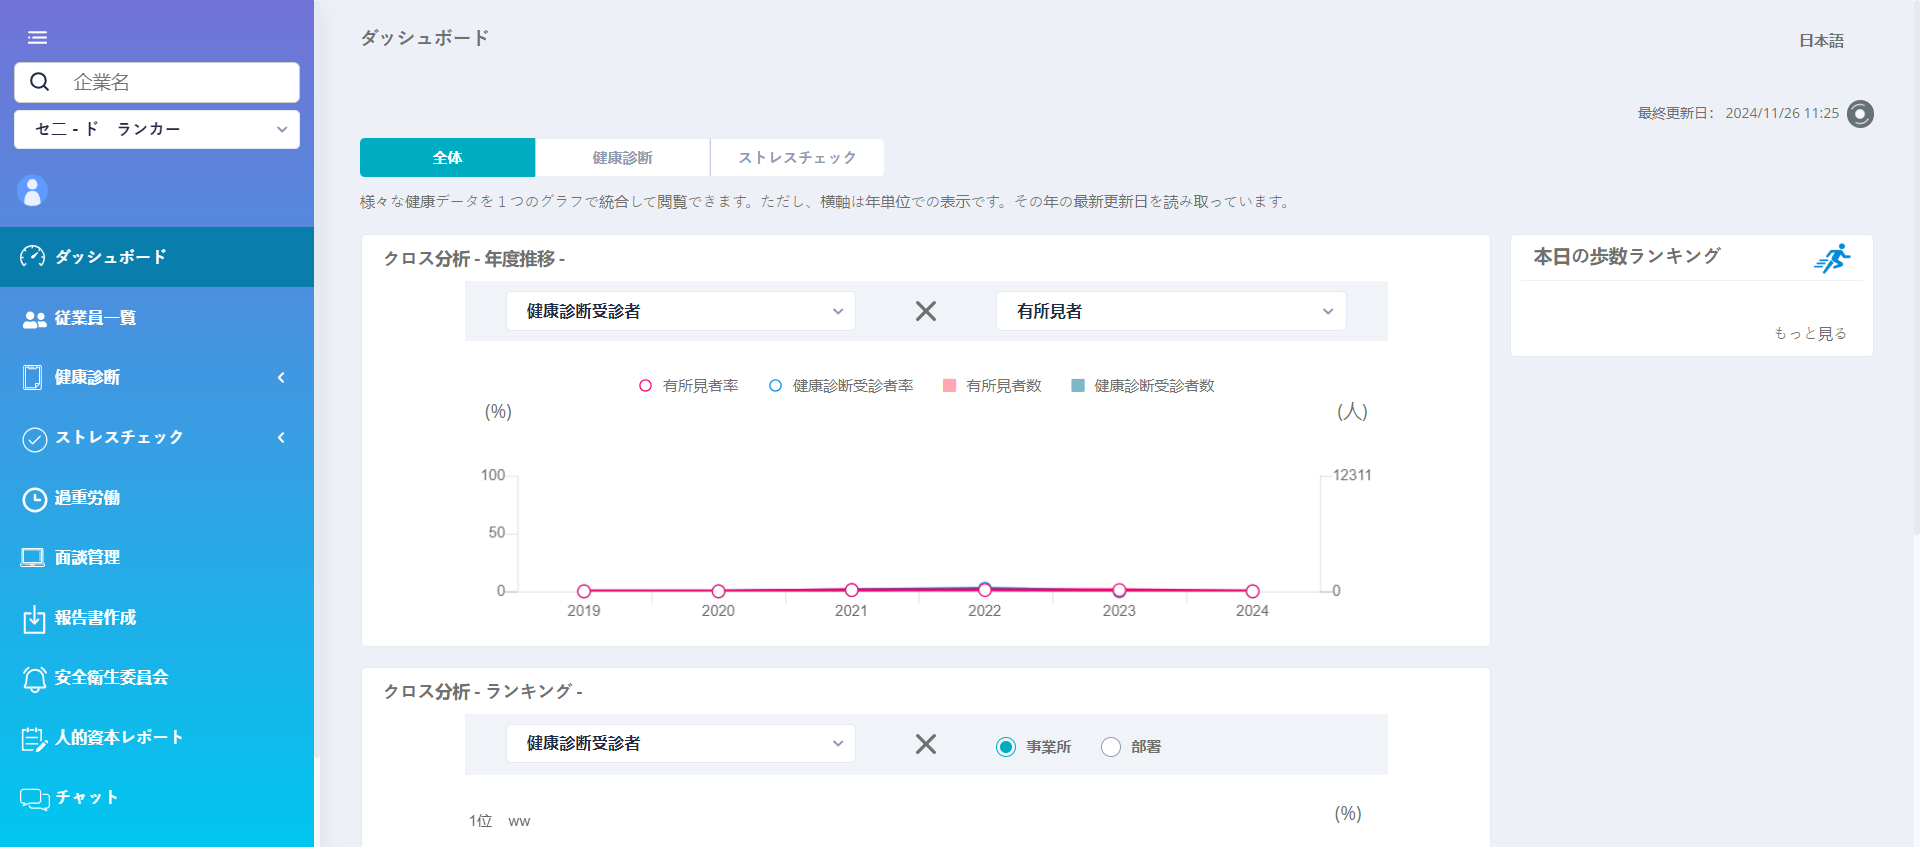 企業名
セニ - ド　ランカー
ダッシュボード
従業員一覧
健康診断
ストレスチェック
過重労働
面談管理
報告書作成
安全衛生委員会
人的資本レポート
チャット
ダッシュボード
日本語
最終更新日： 2024/11/26 11:25
全体 健康診断 ストレスチェック
様々な健康データを１つのグラフで統合して閲覧できます。ただし、横軸は年単位での表示です。その年の最新更新日を読み取っています。
クロス分析 - 年度推移 -
健康診断受診者 有所見者
有所見者率 健康診断受診者率 有所見者数 健康診断受診者数
(%) (人)
100 12311
50
0 0
2019 2020 2021 2022 2023 2024
本日の歩数ランキング
もっと見る
クロス分析 - ランキング -
健康診断受診者 事業所 部署
(%)
1位 ww